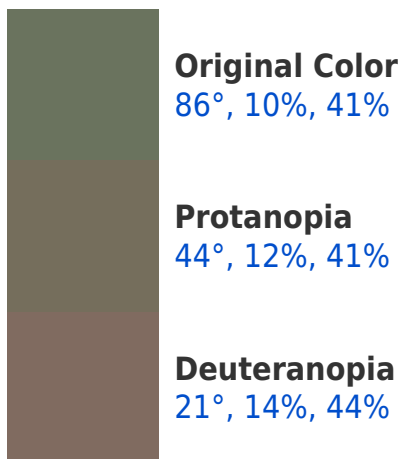 Original Color
86°, 10%, 41%
Protanopia
44°, 12%, 41%
Deuteranopia
21°, 14%, 44%